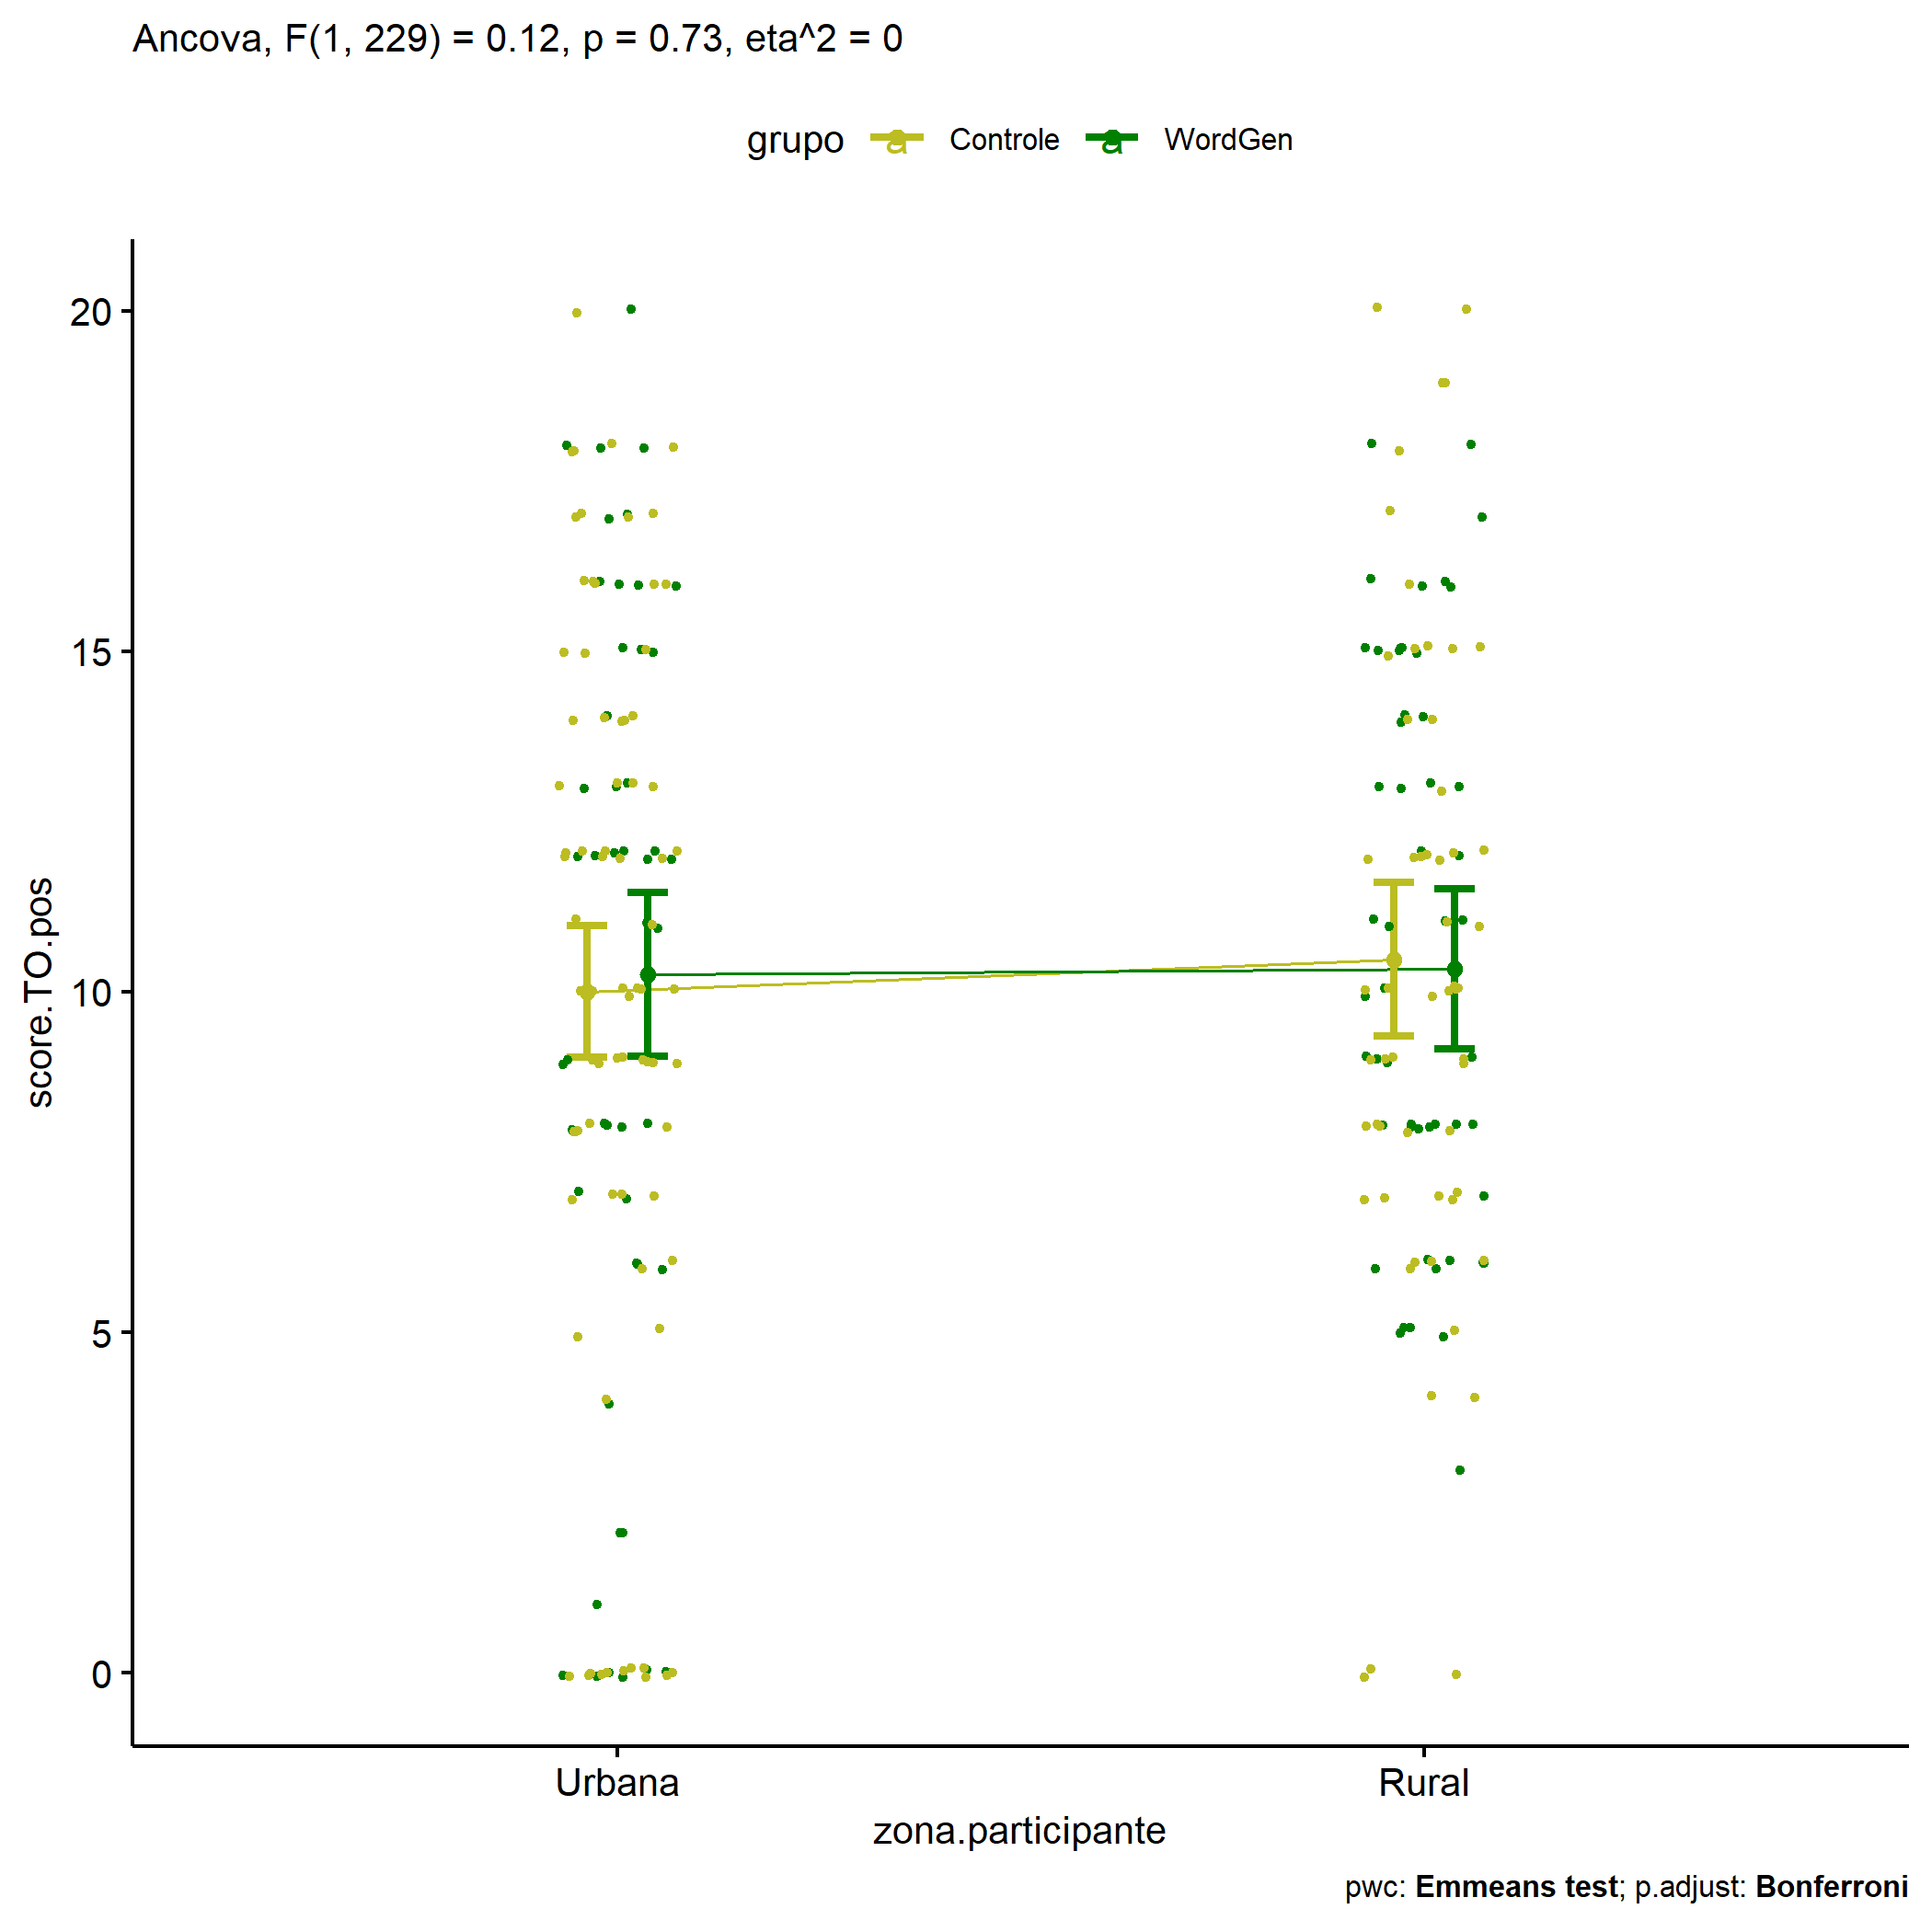 Ancova, F(1, 229) = 0.12, p = 0.73, eta^2 = 0
grupo a Controle a WordGen
score.TO.pos
20
15
10
5
0
Urbana Rural
zona.participante
pwc: Emmeans test; p.adjust: Bonferroni